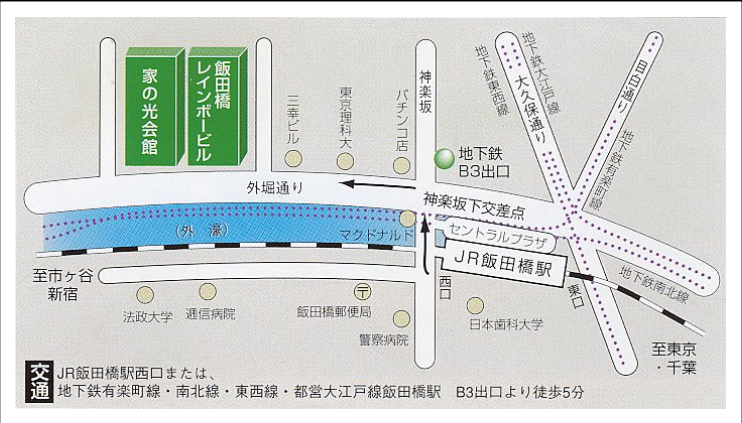 家の光会館
飯田橋
レインボービル
三幸ビル
東京理科大
パチンコ店
神楽坂
地下鉄
B3出口
地下鉄東西線
大久保通り
地下鉄大江戸線
目白通り
地下鉄有楽町線
外堀通り
神楽坂下交差点
(外 濠)
マクドナルド
セントラルプラザ
JR飯田橋駅
西口
東口
地下鉄南北線
至市ヶ谷
新宿
法政大学
逓信病院
〒
飯田橋郵便局
警察病院
日本歯科大学
至東京
・千葉
交通
JR飯田橋駅西口または、
地下鉄有楽町線・南北線・東西線・都営大江戸線飯田橋駅 B3出口より徒歩5分